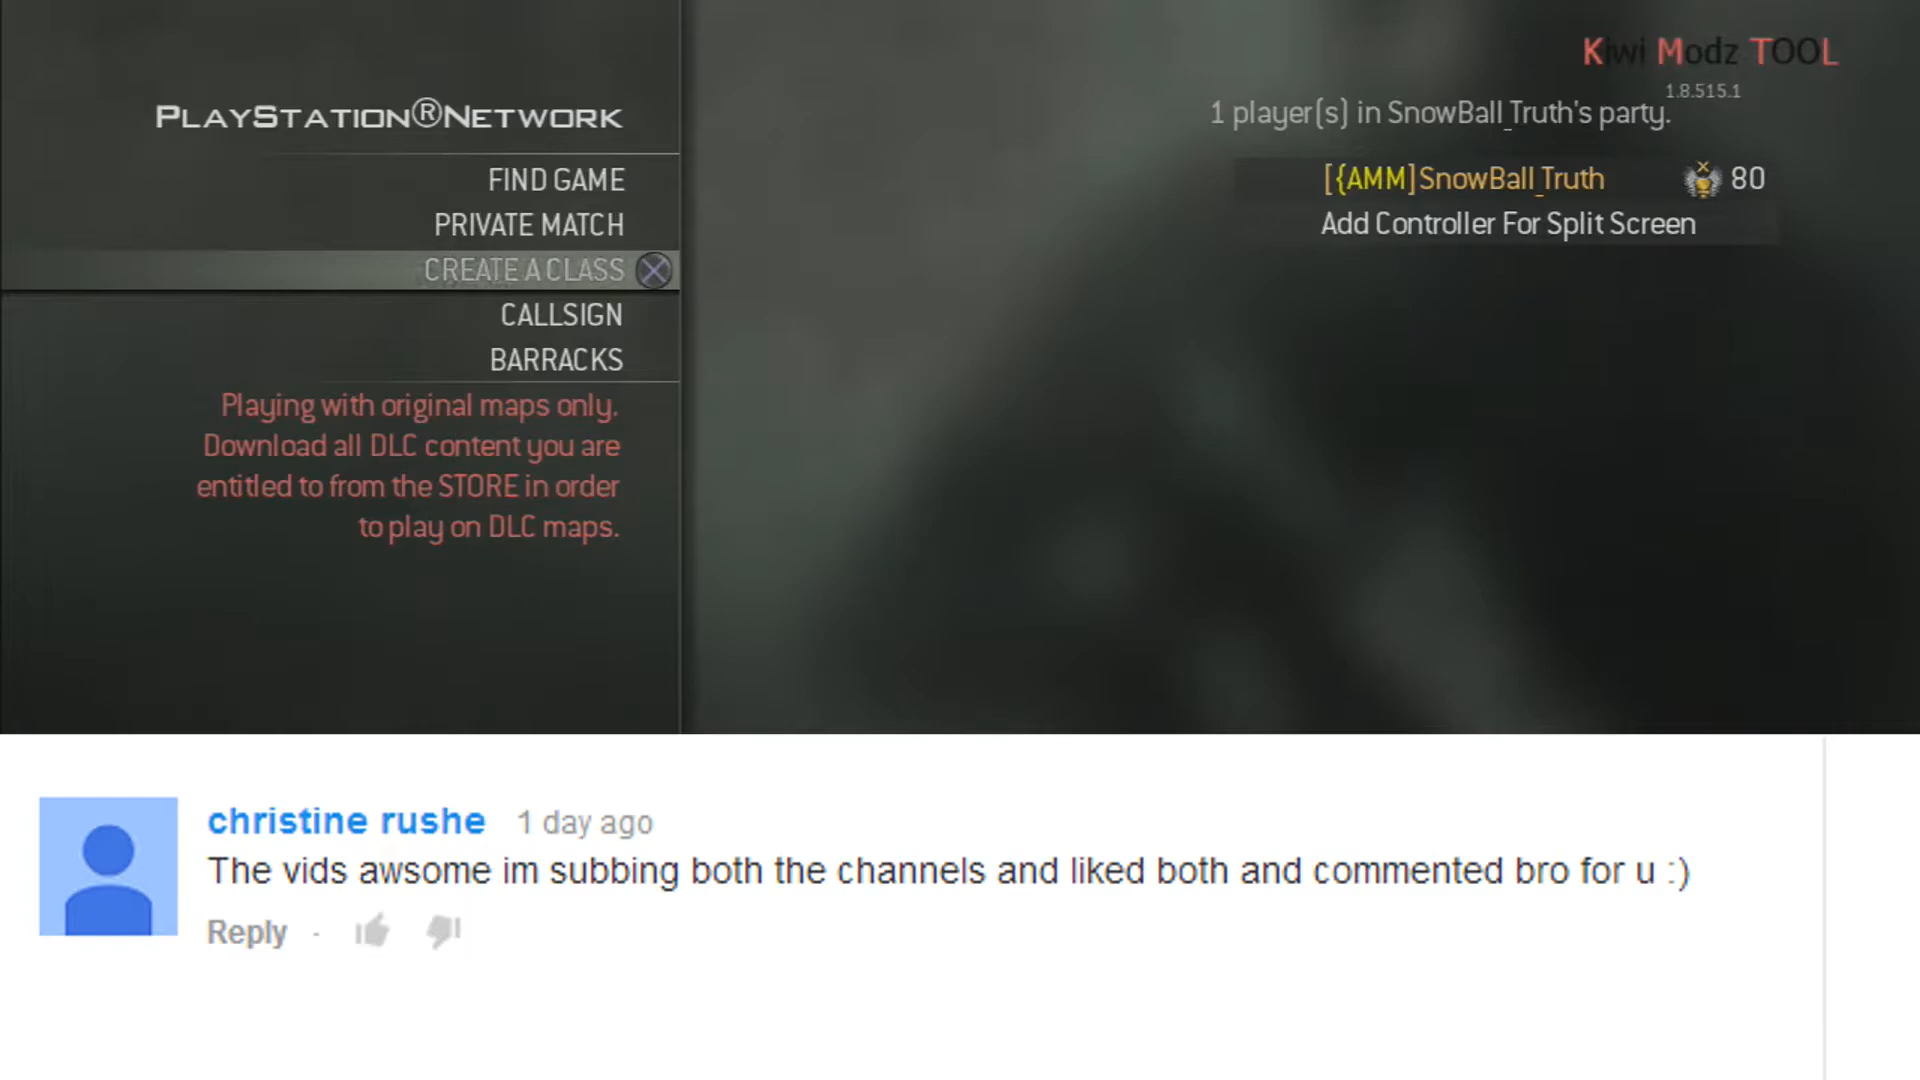 Kiwi Modz TOOL
1.8.515.1
PLAYSTATION®NETWORK
1 player(s) in SnowBall_Truth's party.
FIND GAME
[{AMM]SnowBall_Truth 80
PRIVATE MATCH
Add Controller For Split Screen
CREATE A CLASS
CALLSIGN
BARRACKS
Playing with original maps only.
Download all DLC content you are
entitled to from the STORE in order
to play on DLC maps.
christine rushe 1 day ago
The vids awsome im subbing both the channels and liked both and commented bro for u :)
Reply